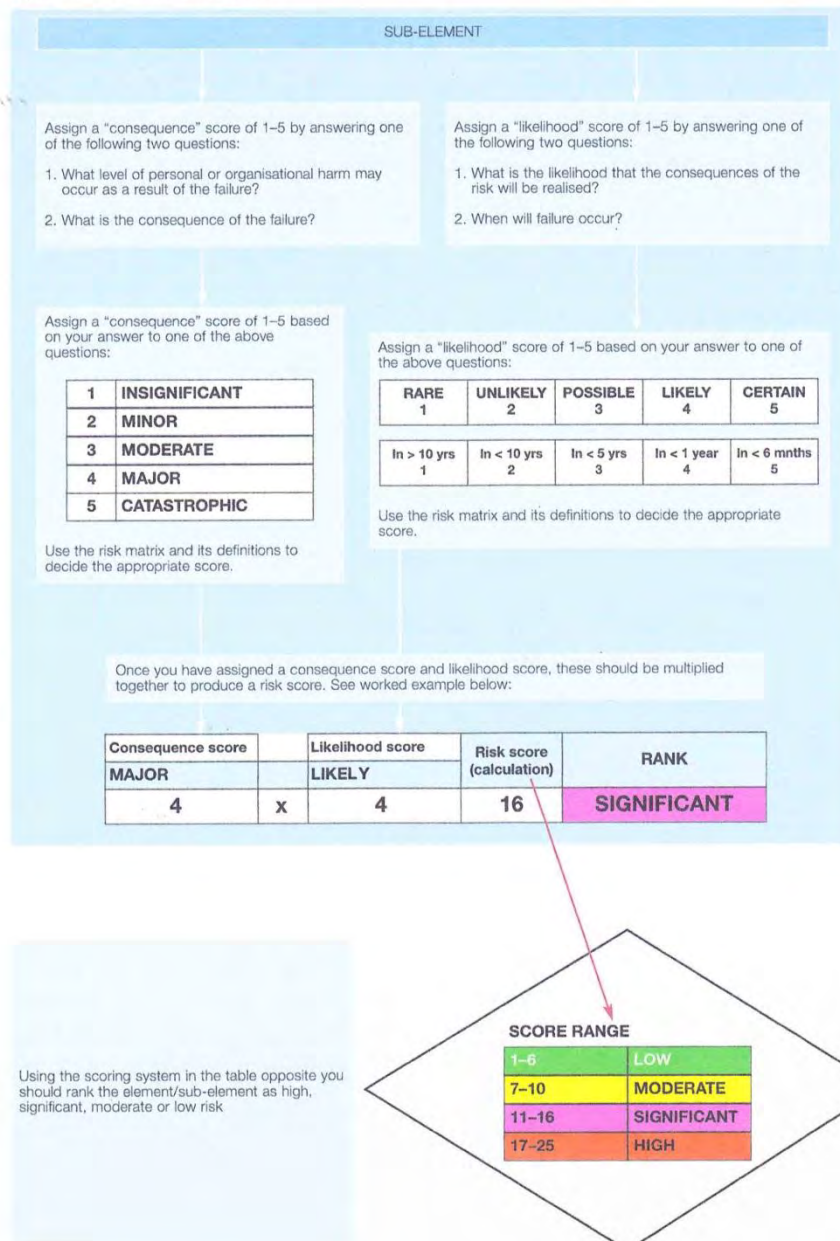 SUB-ELEMENT
Assign a "consequence" score of 1–5 by answering one
of the following two questions:
1. What level of personal or organisational harm may
occur as a result of the failure?
2. What is the consequence of the failure?
Assign a "likelihood" score of 1–5 by answering one of
the following two questions:
1. What is the likelihood that the consequences of the
risk will be realised?
2. When will failure occur?
Assign a "consequence" score of 1–5 based
on your answer to one of the above
questions:
1 INSIGNIFICANT
2 MINOR
3 MODERATE
4 MAJOR
5 CATASTROPHIC
Use the risk matrix and its definitions to
decide the appropriate score.
Assign a "likelihood" score of 1–5 based on your answer to one of
the above questions:
RARE UNLIKELY POSSIBLE LIKELY CERTAIN
1 2 3 4 5
In > 10 yrs In < 10 yrs In < 5 yrs In < 1 year In < 6 mnths
1 2 3 4 5
Use the risk matrix and its definitions to decide the appropriate
score.
Once you have assigned a consequence score and likelihood score, these should be multiplied
together to produce a risk score. See worked example below:
Consequence score Likelihood score Risk score
(calculation) RANK
MAJOR LIKELY
4 x 4 16 SIGNIFICANT
Using the scoring system in the table opposite you
should rank the element/sub-element as high,
significant, moderate or low risk
SCORE RANGE
1–6 LOW
7–10 MODERATE
11–16 SIGNIFICANT
17–25 HIGH